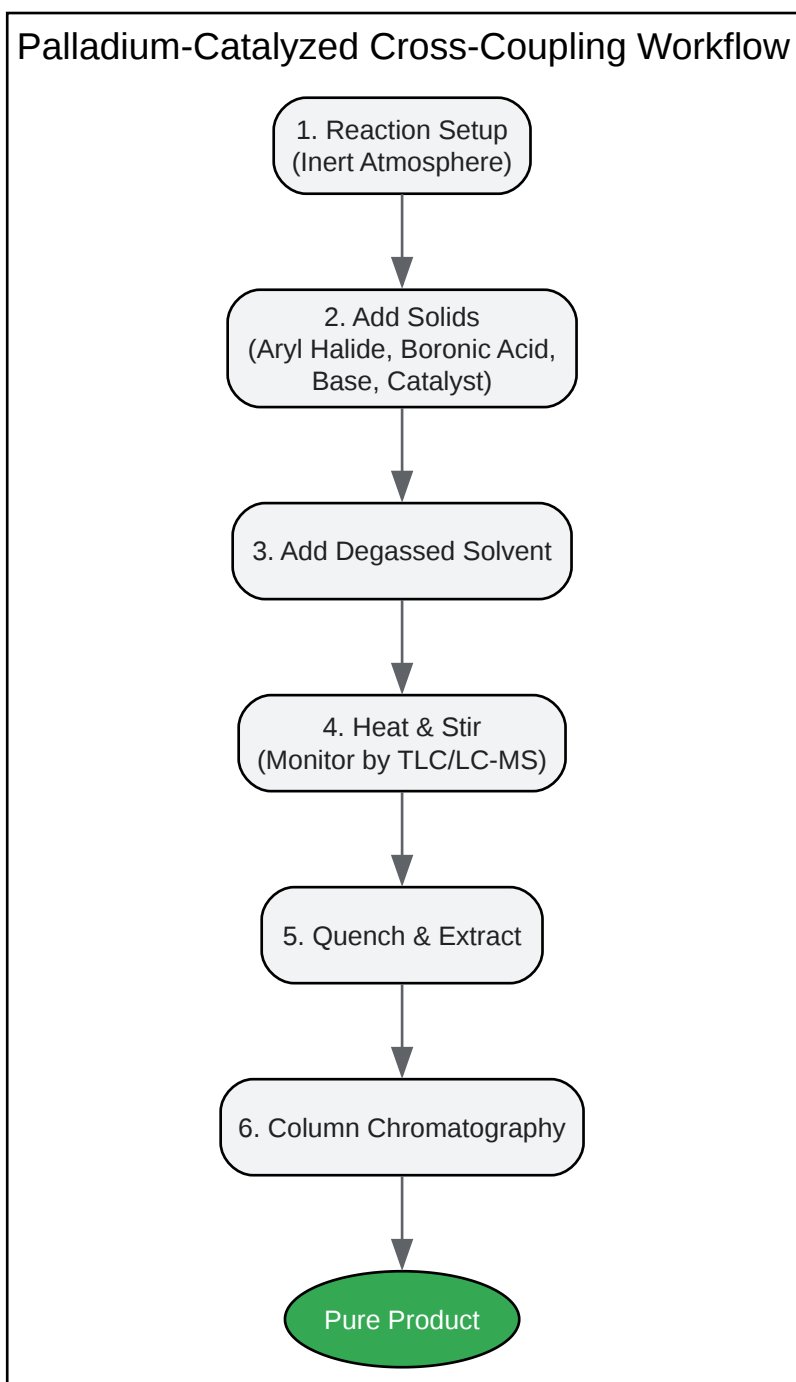 Palladium-Catalyzed Cross-Coupling Workflow
1. Reaction Setup
(Inert Atmosphere)
2. Add Solids
(Aryl Halide, Boronic Acid,
Base, Catalyst)
3. Add Degassed Solvent
4. Heat & Stir
(Monitor by TLC/LC-MS)
5. Quench & Extract
6. Column Chromatography
Pure Product